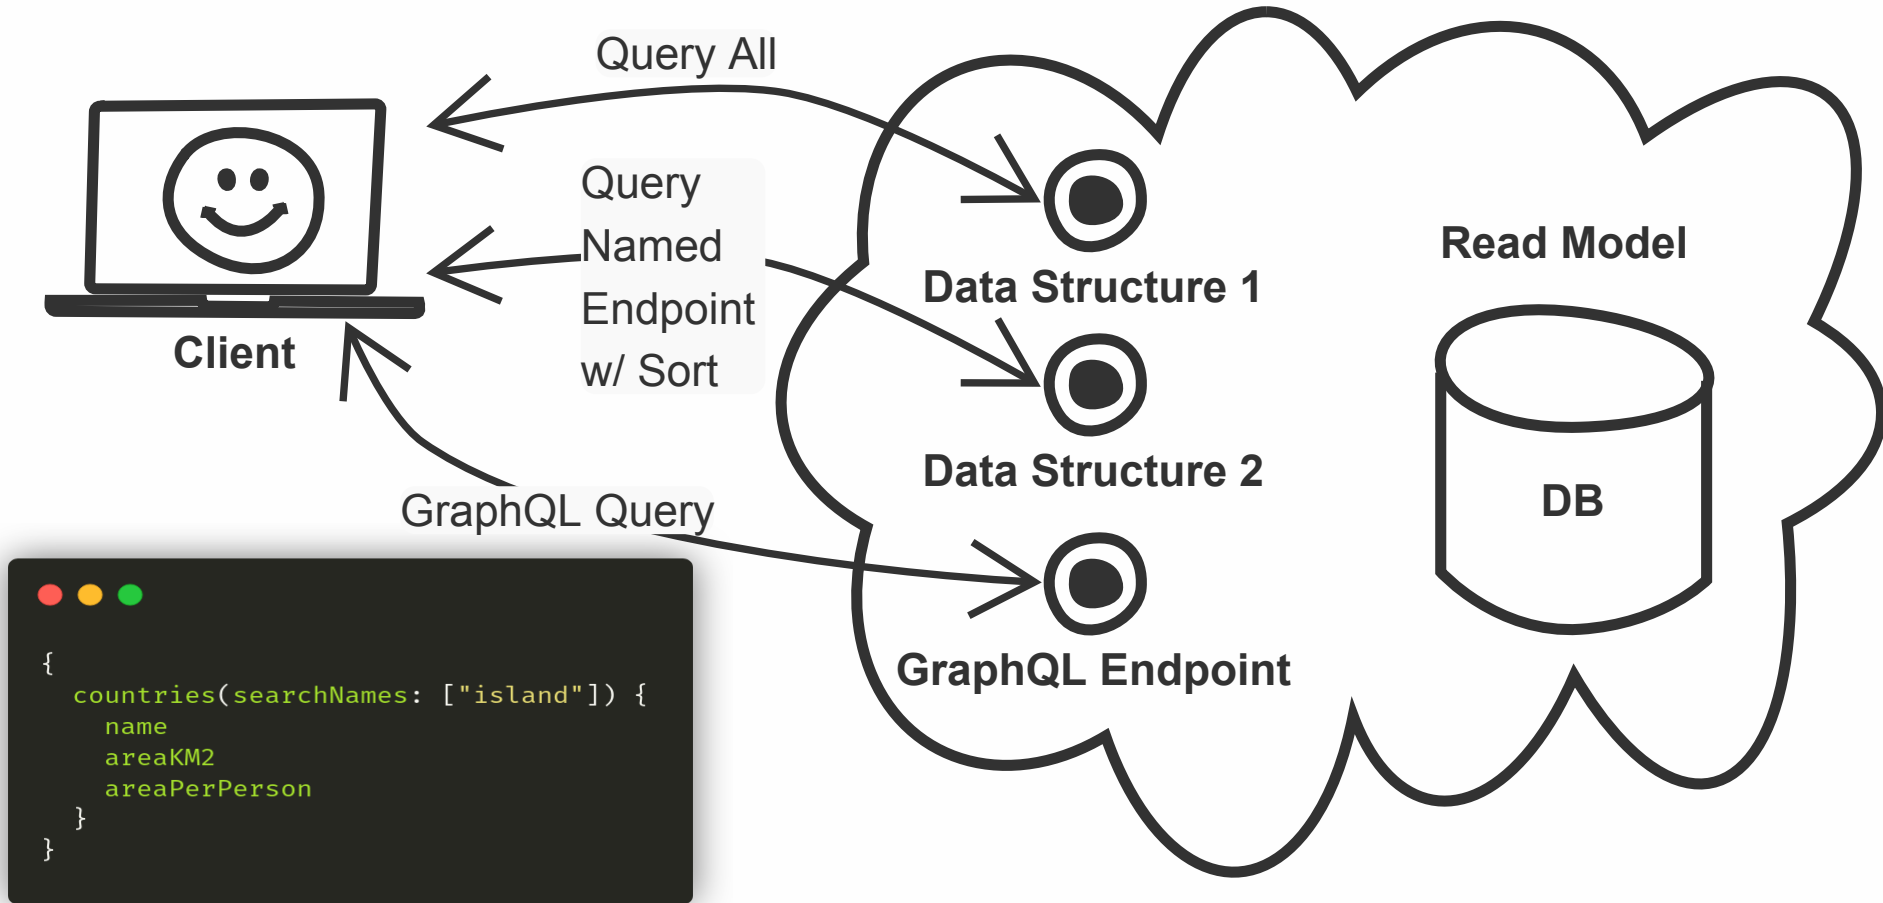 Query All
Query
Named
Endpoint
w/ Sort
Client
GraphQL Query
Data Structure 1
Data Structure 2
GraphQL Endpoint
Read Model
DB
{
  countries(searchNames: ["island"]) {
    name
    areaKM2
    areaPerPerson
  }
}